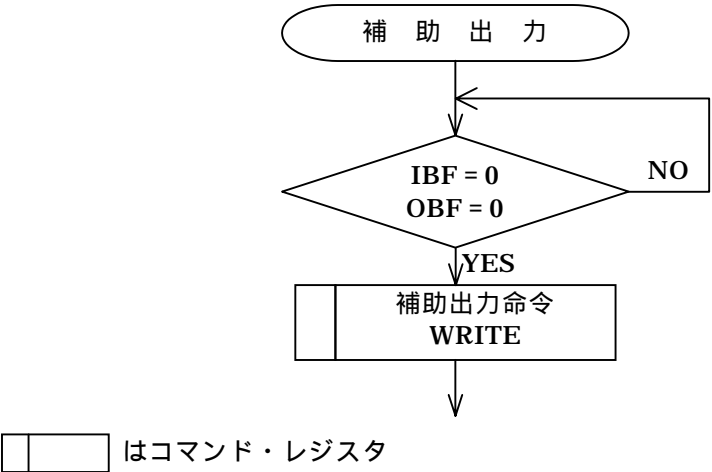 補 助 出 力
IBF = 0
OBF = 0
NO
YES
補助出力命令
WRITE
はコマンド・レジスタ